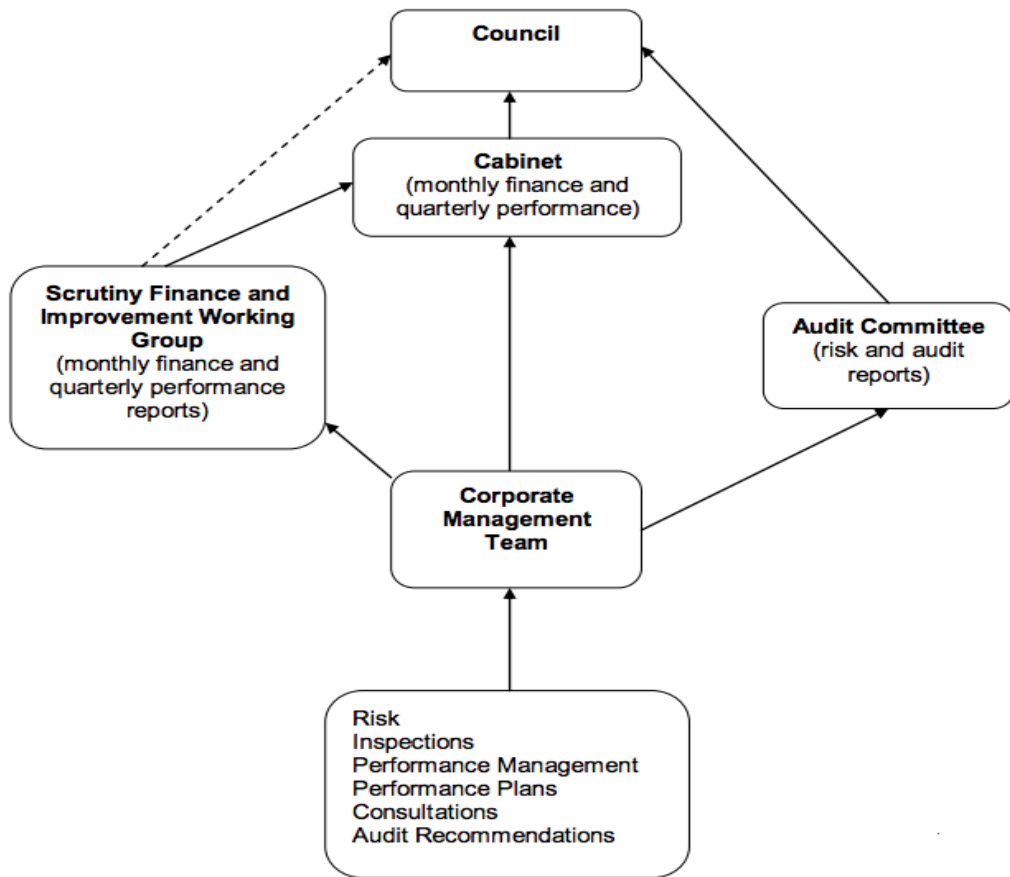 Council
Cabinet
(monthly finance and
quarterly performance)
Scrutiny Finance and
Improvement Working
Group
(monthly finance and
quarterly performance
reports)
Audit Committee
(risk and audit
reports)
Corporate
Management
Team
Risk
Inspections
Performance Management
Performance Plans
Consultations
Audit Recommendations